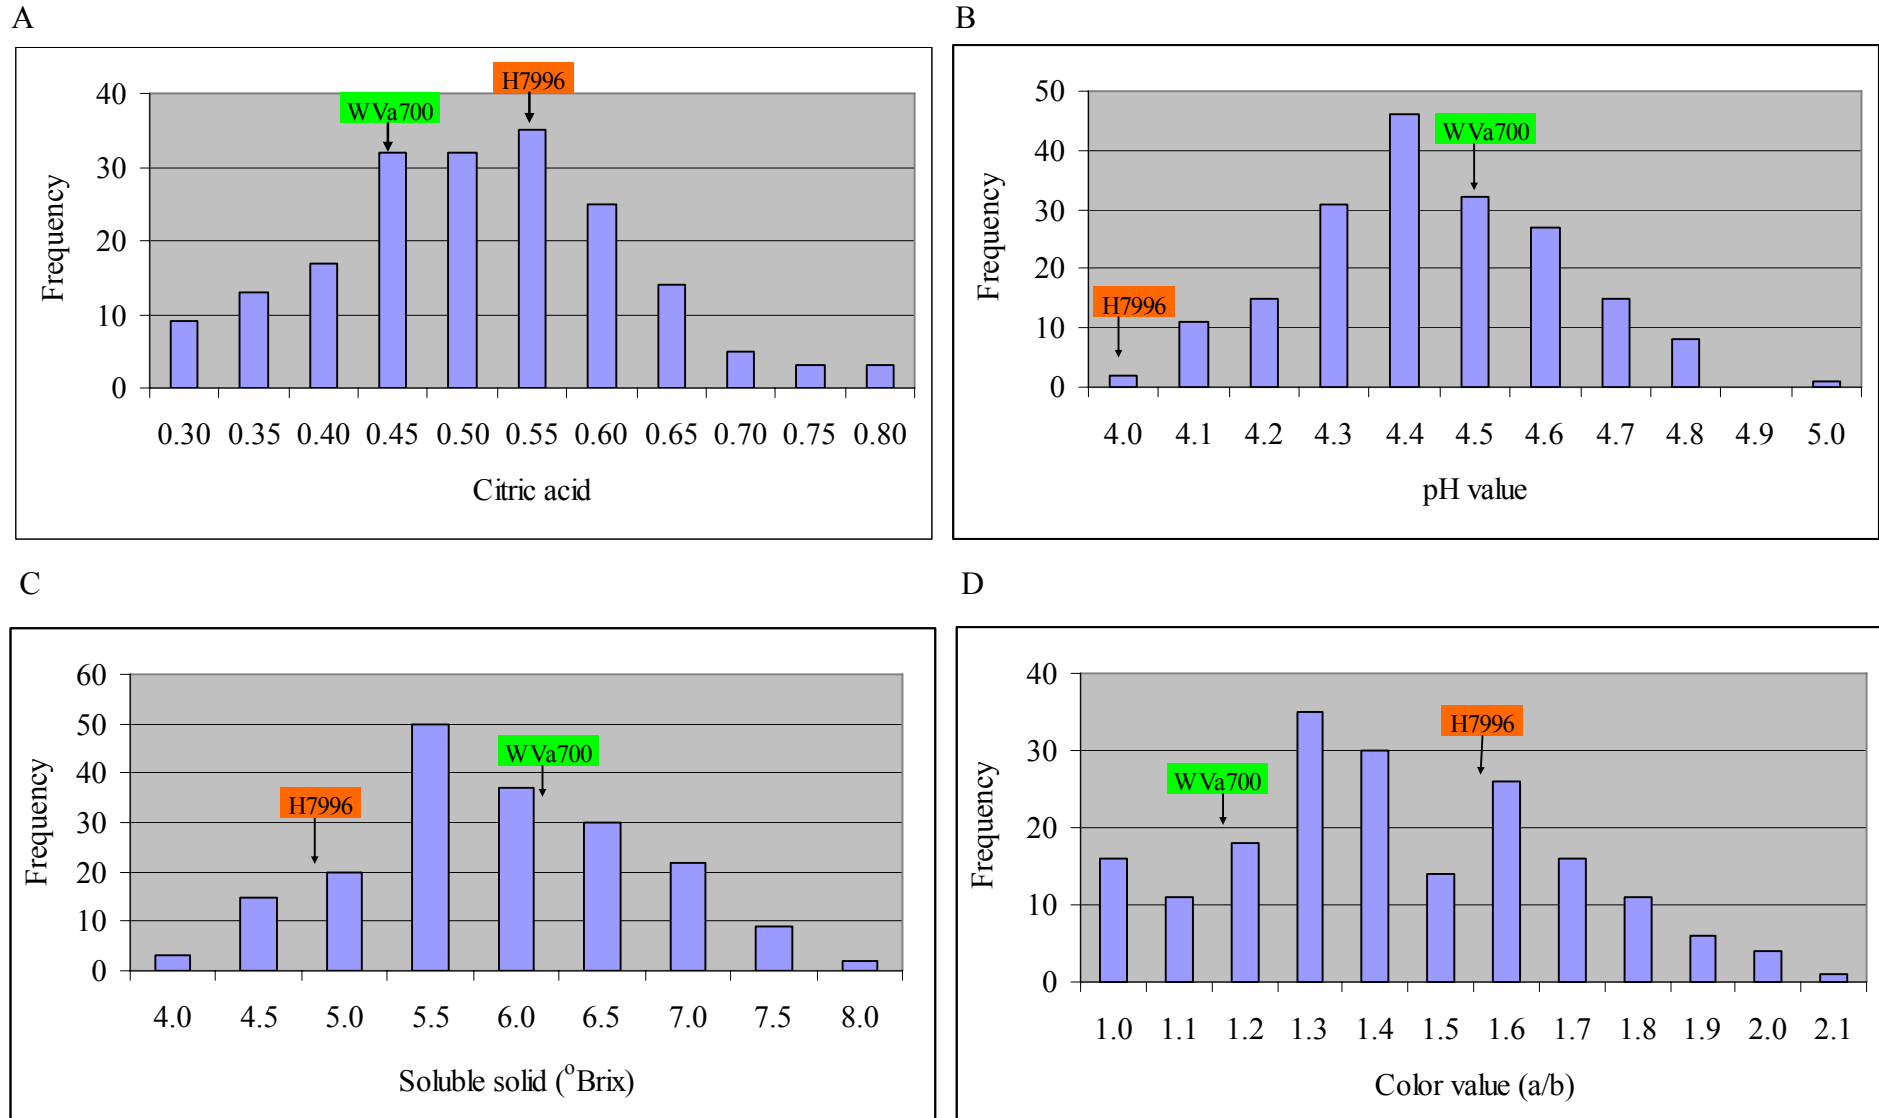 A
H7996
WVa700
40
30
20
10
0
Frequency
0.30 0.35 0.40 0.45 0.50 0.55 0.60 0.65 0.70 0.75 0.80
Citric acid
B
50
40
30
20
10
0
Frequency
WVa700
H7996
4.0 4.1 4.2 4.3 4.4 4.5 4.6 4.7 4.8 4.9 5.0
pH value
C
60
50
40
30
20
10
0
Frequency
WVa700
H7996
4.0 4.5 5.0 5.5 6.0 6.5 7.0 7.5 8.0
Soluble solid (°Brix)
D
40
30
20
10
0
Frequency
H7996
WVa700
1.0 1.1 1.2 1.3 1.4 1.5 1.6 1.7 1.8 1.9 2.0 2.1
Color value (a/b)